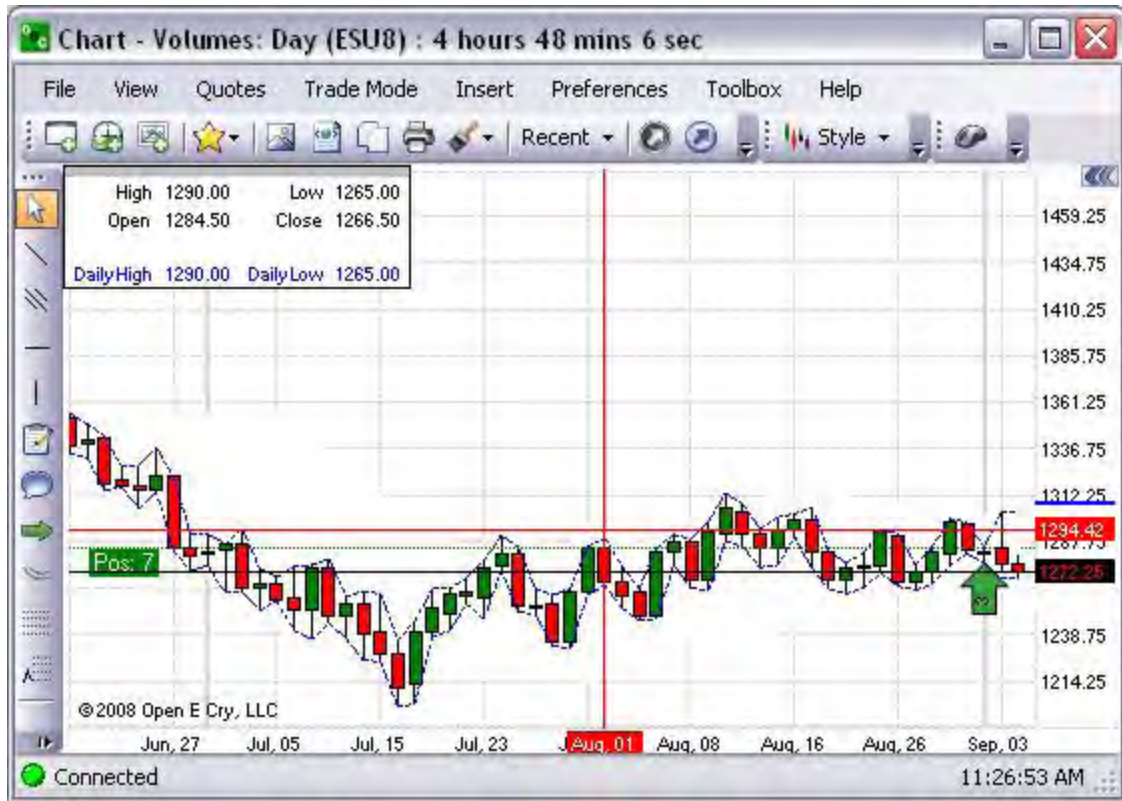 Chart - Volumes: Day (ESU8) : 4 hours 48 mins 6 sec
File View Quotes Trade Mode Insert Preferences Toolbox Help
Recent Style
High 1290.00 Low 1265.00
Open 1284.50 Close 1266.50
DailyHigh 1290.00 DailyLow 1265.00
1459.25
1434.75
1410.25
1385.75
1361.25
1336.75
1312.25
1294.42
1287.75
Pos: 7
1272.25
3
1238.75
1214.25
©2008 Open E Cry, LLC
Jun, 27 Jul, 05 Jul, 15 Jul, 23 Aug, 01 Aug, 08 Aug, 16 Aug, 26 Sep, 03
Connected 11:26:53 AM